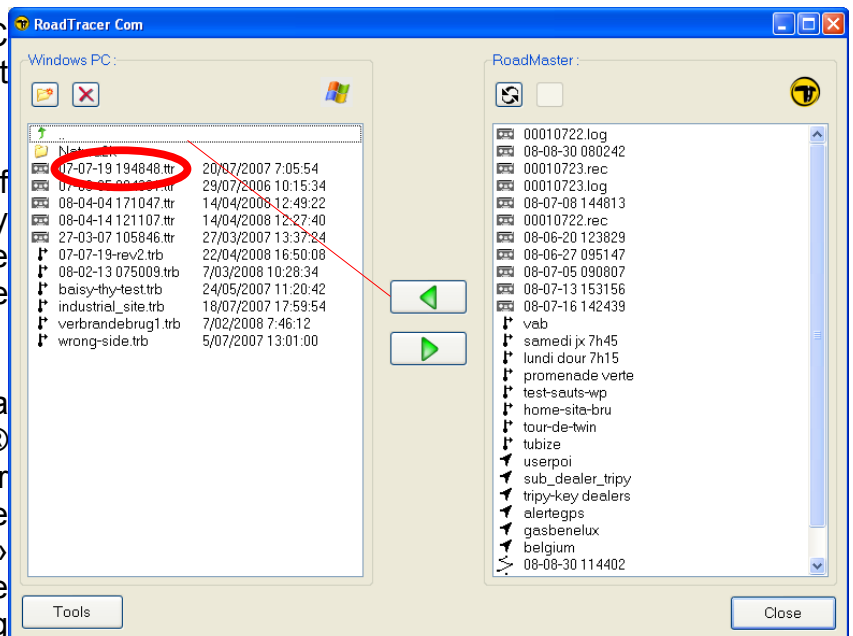 RoadTracer Com
Windows PC :
..
07-07-19 194848.ttr 20/07/2007 7:05:54
29/07/2006 10:15:34
08-04-04 171047.ttr 14/04/2008 12:49:22
08-04-14 121107.ttr 14/04/2008 12:27:40
27-03-07 105846.ttr 27/03/2007 13:37:24
07-07-19-rev2.trb 22/04/2008 16:50:08
08-02-13 075009.trb 7/03/2008 10:28:34
baisy-thy-test.trb 24/05/2007 11:20:42
industrial_site.trb 18/07/2007 17:59:54
verbrandebrug1.trb 7/02/2008 7:46:12
wrong-side.trb 5/07/2007 13:01:00
Tools
RoadMaster :
00010722.log
08-08-30 080242
00010723.rec
00010723.log
08-07-08 144813
00010722.rec
08-06-20 123829
08-06-27 095147
08-07-05 090807
08-07-13 153156
08-07-16 142439
vab
samedi jx 7h45
lundi dour 7h15
promenade verte
test-sauts-wp
home-sita-bru
tour-de-twin
tubize
userpoi
sub_dealer_tripy
tripy-key dealers
alertegps
gasbenelux
belgium
08-08-30 114402
Close